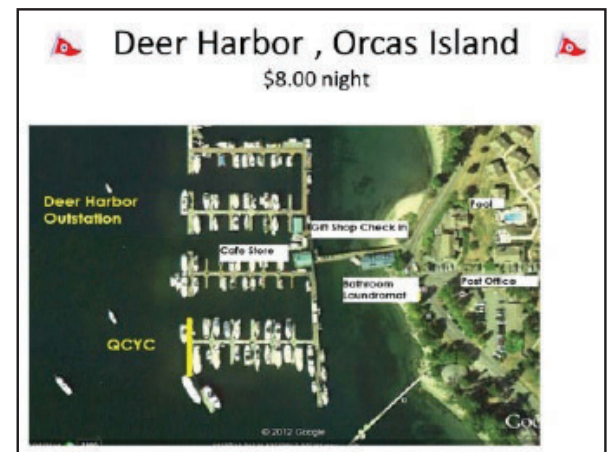 Deer Harbor , Orcas Island
$8.00 night
Deer Harbor
Outstation
Pool
Gift Shop Check in
Cafe Store
Bathroom
Laundromat
Post Office
QCYC
© 2012 Google